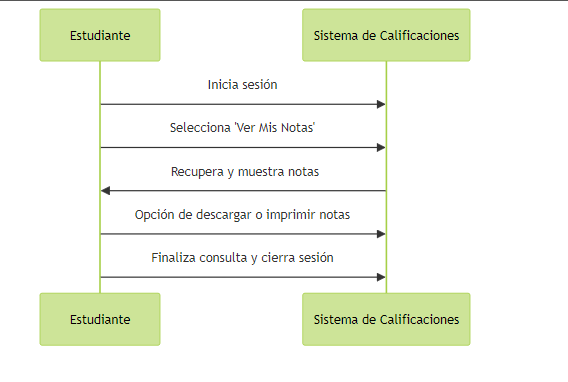 Estudiante
Sistema de Calificaciones
Inicia sesión
Selecciona 'Ver Mis Notas'
Recupera y muestra notas
Opción de descargar o imprimir notas
Finaliza consulta y cierra sesión
Estudiante
Sistema de Calificaciones